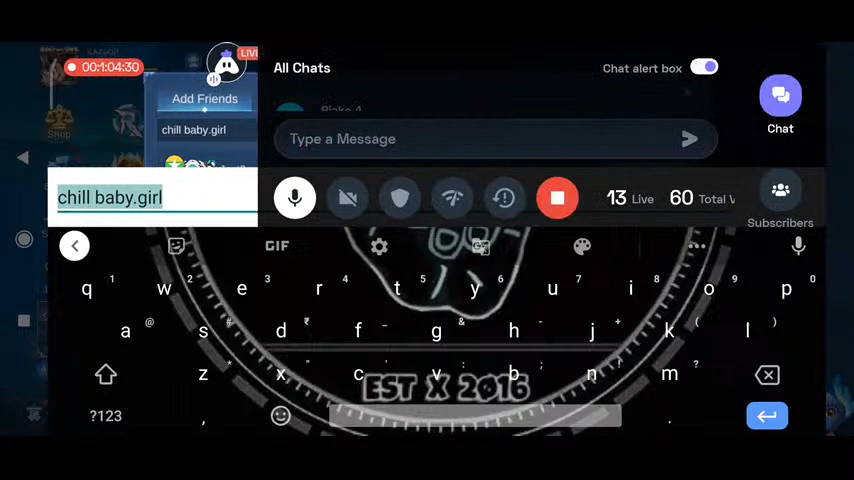 KAZOKU
LIVE
00:1:04:30
All Chats
Chat alert box
Add Friends
Shop
chill baby.girl
Type a Message
Chat
chill baby.girl
13 Live 60 Total V
Subscribers
GIF
q 1 w 2 e 3 r 4 t 5 y 6 u 7 i 8 o 9 p 0
a @ s # d ₹ f _ g & h - j + k ( l )
z * x " c ' v : b ; n ! m ?
EST X 2016
?123 , .